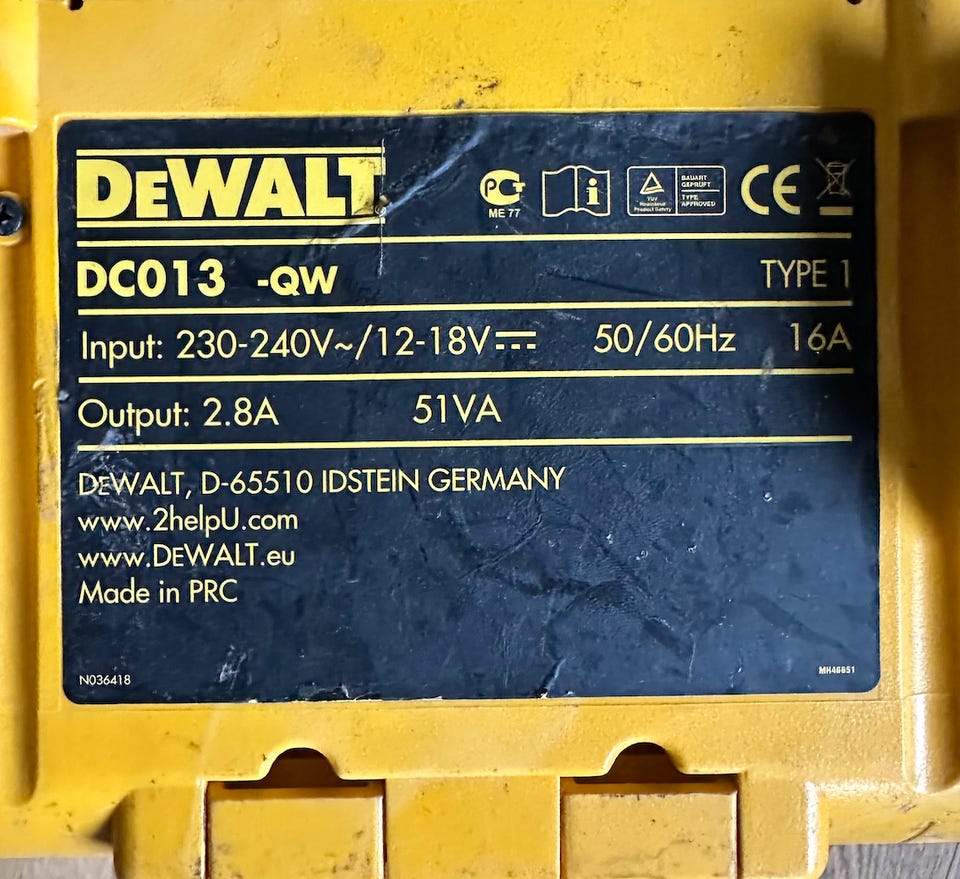 DEWALT
PCT
ME 77
i
TÜV
Rheinland
Product Safety
BAUART
GEPRÜFT
TYPE
APPROVED
CE
DC013 -QW TYPE 1
Input: 230-240V~/12-18V⎓ 50/60Hz 16A
Output: 2.8A 51VA
DEWALT, D-65510 IDSTEIN GERMANY
www.2helpU.com
www.DEWALT.eu
Made in PRC
N036418 MH46651